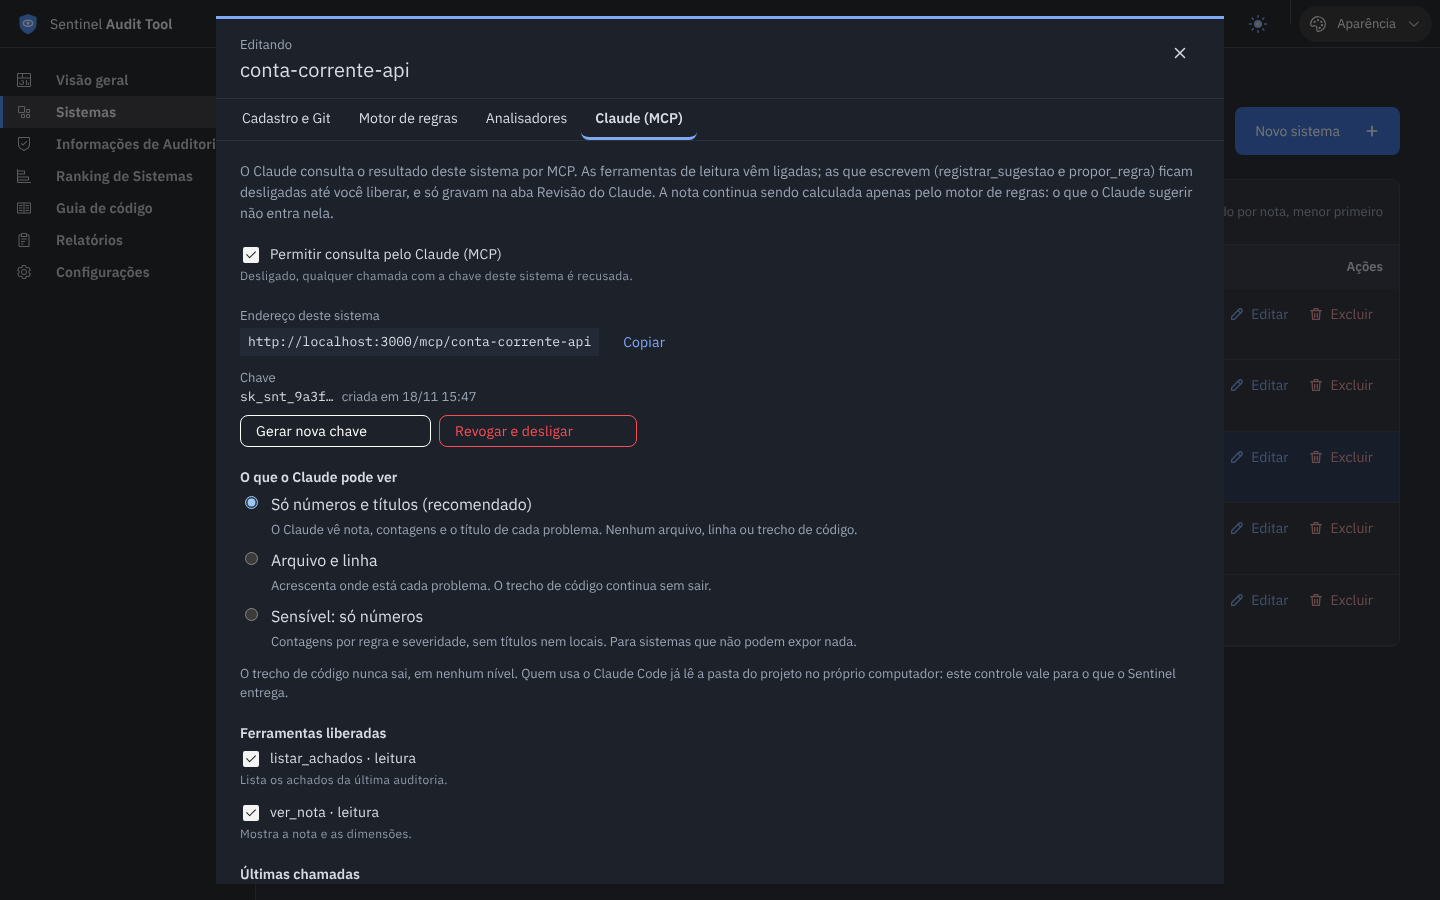 Sentinel Audit Tool
Aparência
Visão geral
Sistemas
Informações de Auditori
Ranking de Sistemas
Guia de código
Relatórios
Configurações
Novo sistema
do por nota, menor primeiro
Ações
Editar Excluir
Editar Excluir
Editar Excluir
Editar Excluir
Editar Excluir
Editando
conta-corrente-api
Cadastro e Git Motor de regras Analisadores Claude (MCP)
O Claude consulta o resultado deste sistema por MCP. As ferramentas de leitura vêm ligadas; as que escrevem (registrar_sugestao e propor_regra) ficam
desligadas até você liberar, e só gravam na aba Revisão do Claude. A nota continua sendo calculada apenas pelo motor de regras: o que o Claude sugerir
não entra nela.
Permitir consulta pelo Claude (MCP)
Desligado, qualquer chamada com a chave deste sistema é recusada.
Endereço deste sistema
http://localhost:3000/mcp/conta-corrente-api Copiar
Chave
sk_snt_9a3f… criada em 18/11 15:47
Gerar nova chave Revogar e desligar
O que o Claude pode ver
Só números e títulos (recomendado)
O Claude vê nota, contagens e o título de cada problema. Nenhum arquivo, linha ou trecho de código.
Arquivo e linha
Acrescenta onde está cada problema. O trecho de código continua sem sair.
Sensível: só números
Contagens por regra e severidade, sem títulos nem locais. Para sistemas que não podem expor nada.
O trecho de código nunca sai, em nenhum nível. Quem usa o Claude Code já lê a pasta do projeto no próprio computador: este controle vale para o que o Sentinel
entrega.
Ferramentas liberadas
listar_achados · leitura
Lista os achados da última auditoria.
ver_nota · leitura
Mostra a nota e as dimensões.
Últimas chamadas